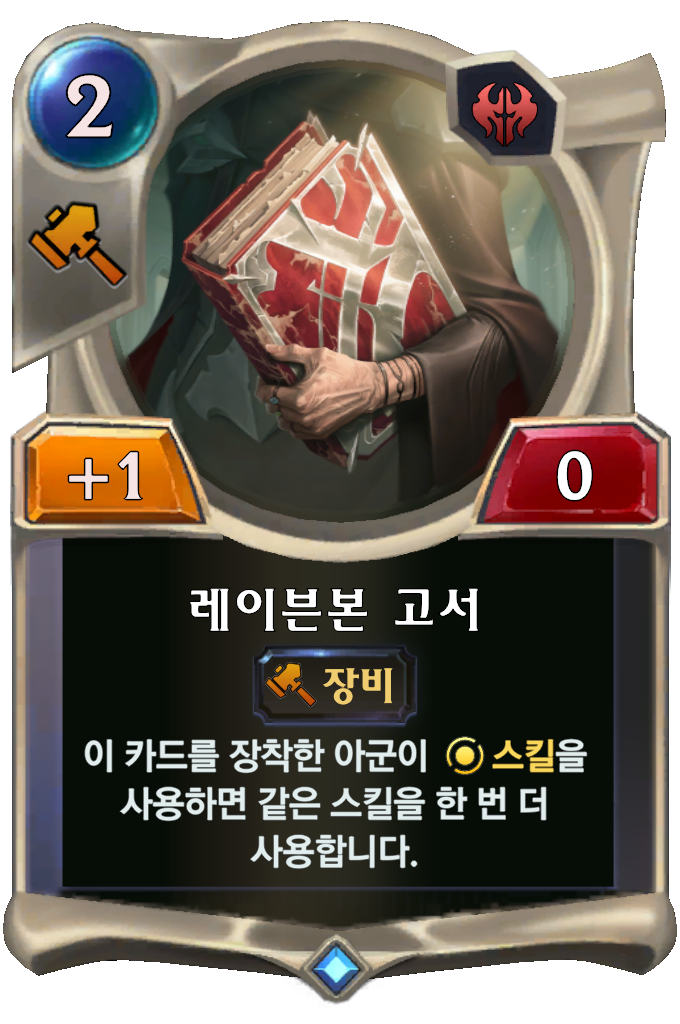 2
+1
0
레이븐본 고서
장비
이 카드를 장착한 아군이 스킬을
사용하면 같은 스킬을 한 번 더
사용합니다.